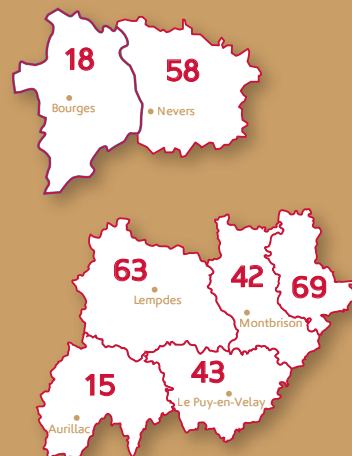 18
58
Bourges
Nevers
63
42
69
Lempdes
Montbrison
15
43
Le Puy-en-Velay
Aurillac